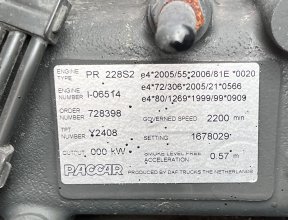 ENGINE TYPE PR 228S2 e4*2005/55*2006/81E *0020
e4*72/306*2005/21*0566
ENGINE NUMBER I-06514 e4*80/1269*1999/99*0909
ORDER NUMBER 728398 GOVERNED SPEED 2200 min
TPT NUMBER V2408 SETTING 1678029
OUTPUT 000 kW DRIVING LEVEL FREE ACCELERATION 0.57 m
PACCAR PRODUCED BY DAF TRUCKS THE NETHERLANDS